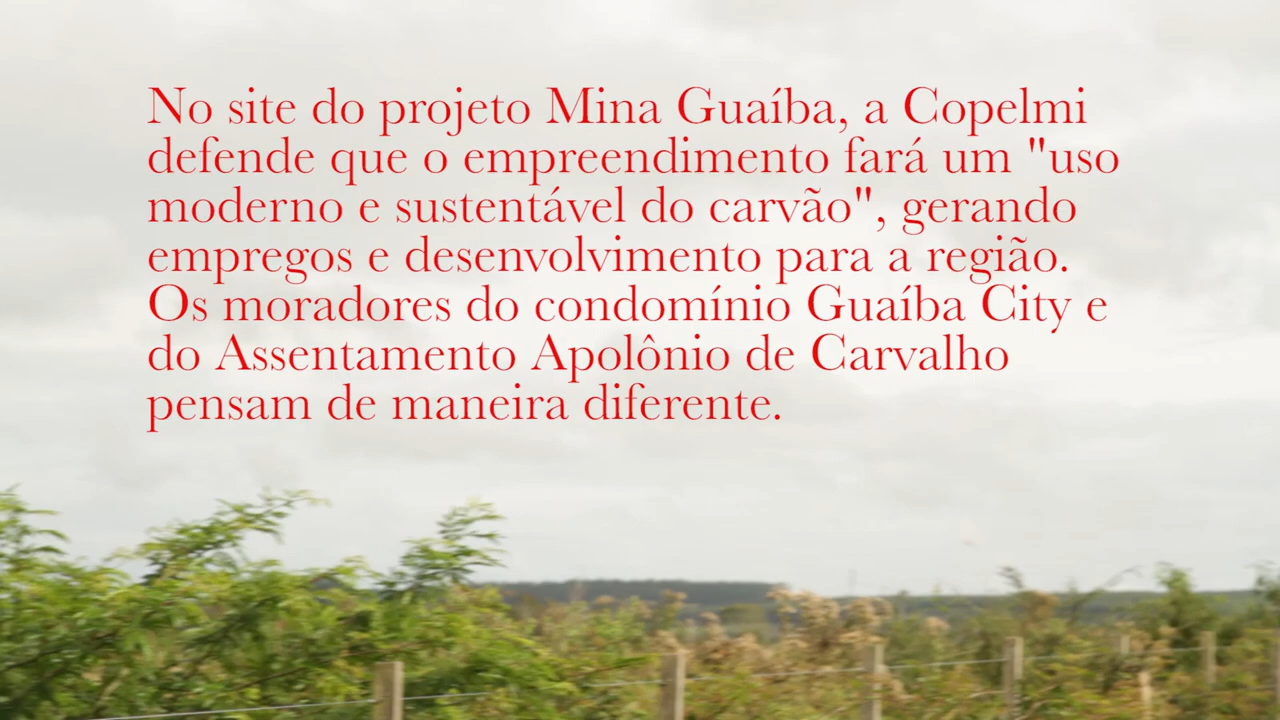 No site do projeto Mina Guaíba, a Copelmi
defende que o empreendimento fará um "uso
moderno e sustentável do carvão", gerando
empregos e desenvolvimento para a região.
Os moradores do condomínio Guaíba City e
do Assentamento Apolônio de Carvalho
pensam de maneira diferente.